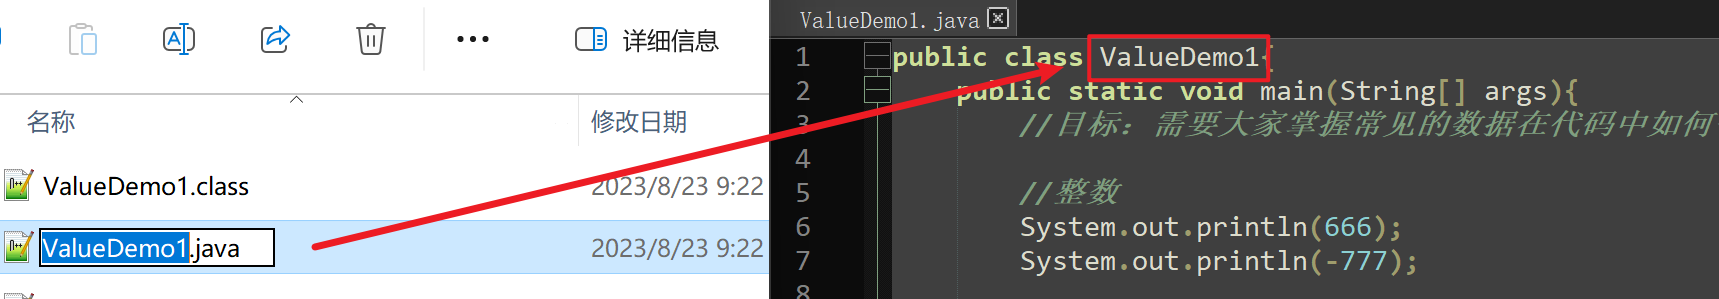 详细信息
名称 修改日期
ValueDemo1.class 2023/8/23 9:22
ValueDemo1.java 2023/8/23 9:22
ValueDemo1.java
1 public class ValueDemo1{
2 public static void main(String[] args){
3 //目标：需要大家掌握常见的数据在代码中如何
4
5 //整数
6 System.out.println(666);
7 System.out.println(-777);
8